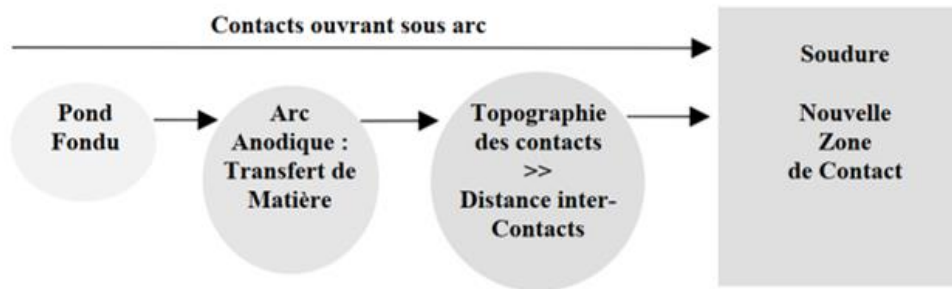 Contacts ouvrant sous arc
Pond
Fondu
Arc
Anodique :
Transfert de
Matière
Topographie
des contacts
>>
Distance inter-
Contacts
Soudure
Nouvelle
Zone
de Contact